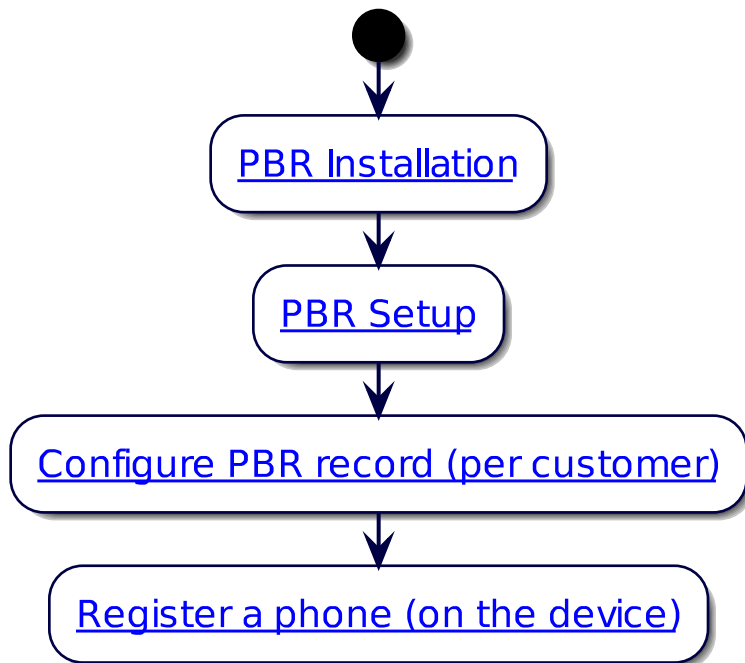 PBR Installation
PBR Setup
Configure PBR record (per customer)
Register a phone (on the device)